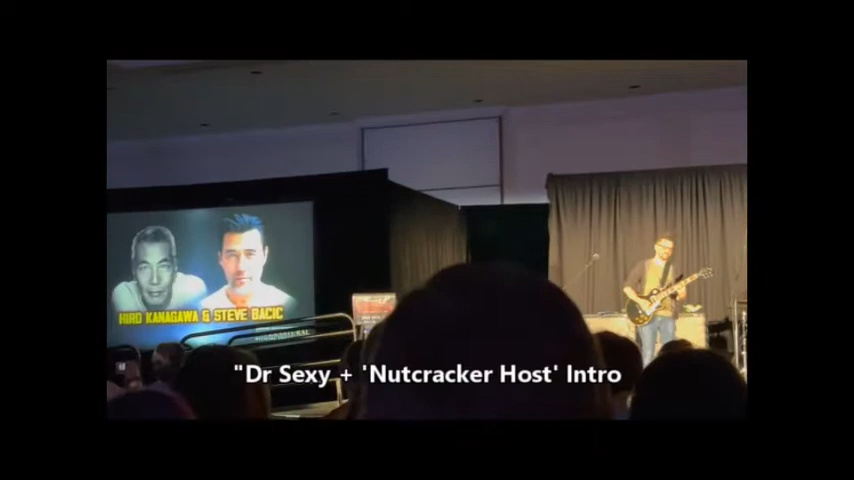 HIRO KANAGAWA & STEVE BACIC
"Dr Sexy + 'Nutcracker Host' Intro